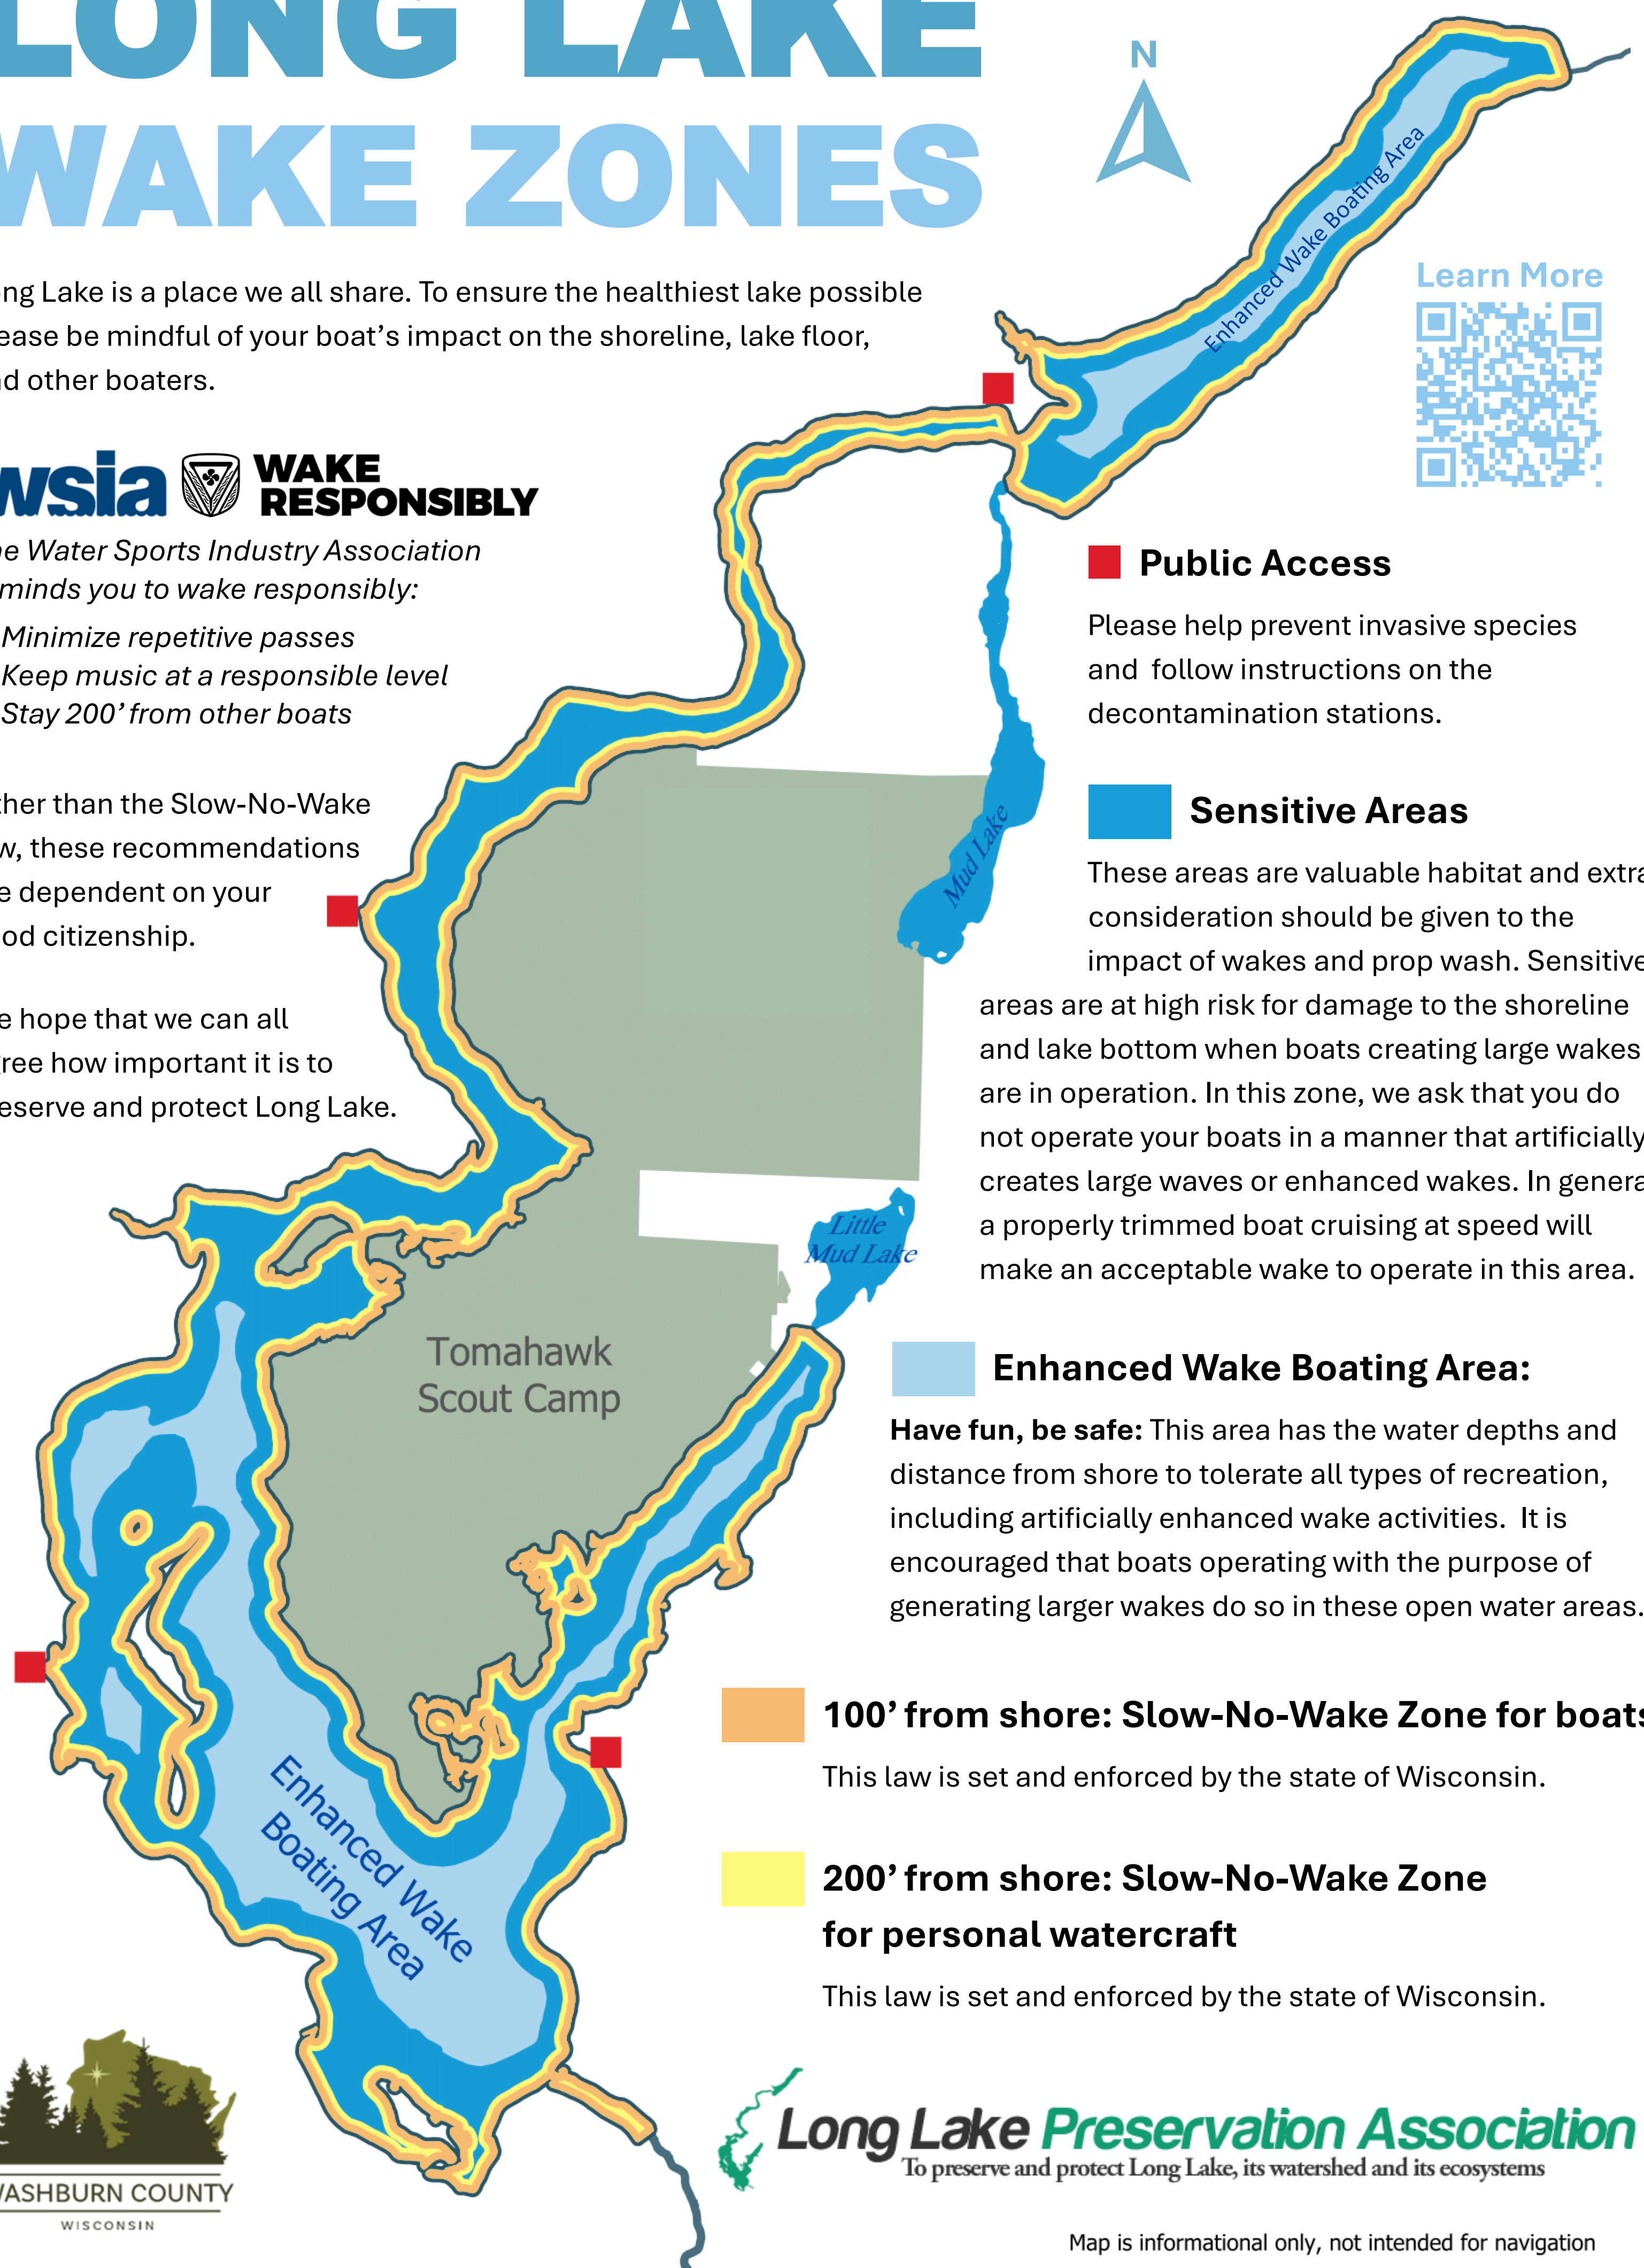 LONG LAKE
WAKE ZONES
N
ng Lake is a place we all share. To ensure the healthiest lake possible
ease be mindful of your boat's impact on the shoreline, lake floor,
d other boaters.
wsia WAKE
RESPONSIBLY
e Water Sports Industry Association
minds you to wake responsibly:
Minimize repetitive passes
Keep music at a responsible level
Stay 200' from other boats
ther than the Slow-No-Wake
w, these recommendations
e dependent on your
od citizenship.
e hope that we can all
ree how important it is to
eserve and protect Long Lake.
Enhanced Wake Boating Area
Learn More
Public Access
Please help prevent invasive species
and follow instructions on the
decontamination stations.
Sensitive Areas
These areas are valuable habitat and extra
consideration should be given to the
impact of wakes and prop wash. Sensitive
areas are at high risk for damage to the shoreline
and lake bottom when boats creating large wakes
are in operation. In this zone, we ask that you do
not operate your boats in a manner that artificially
creates large waves or enhanced wakes. In genera
a properly trimmed boat cruising at speed will
make an acceptable wake to operate in this area.
Mud Lake
Little
Mud Lake
Tomahawk
Scout Camp
Enhanced Wake Boating Area:
Have fun, be safe: This area has the water depths and
distance from shore to tolerate all types of recreation,
including artificially enhanced wake activities. It is
encouraged that boats operating with the purpose of
generating larger wakes do so in these open water areas.
100' from shore: Slow-No-Wake Zone for boats
This law is set and enforced by the state of Wisconsin.
Enhanced Wake
Boating Area
200' from shore: Slow-No-Wake Zone
for personal watercraft
This law is set and enforced by the state of Wisconsin.
WASHBURN COUNTY
WISCONSIN
Long Lake Preservation Association
To preserve and protect Long Lake, its watershed and its ecosystems
Map is informational only, not intended for navigation